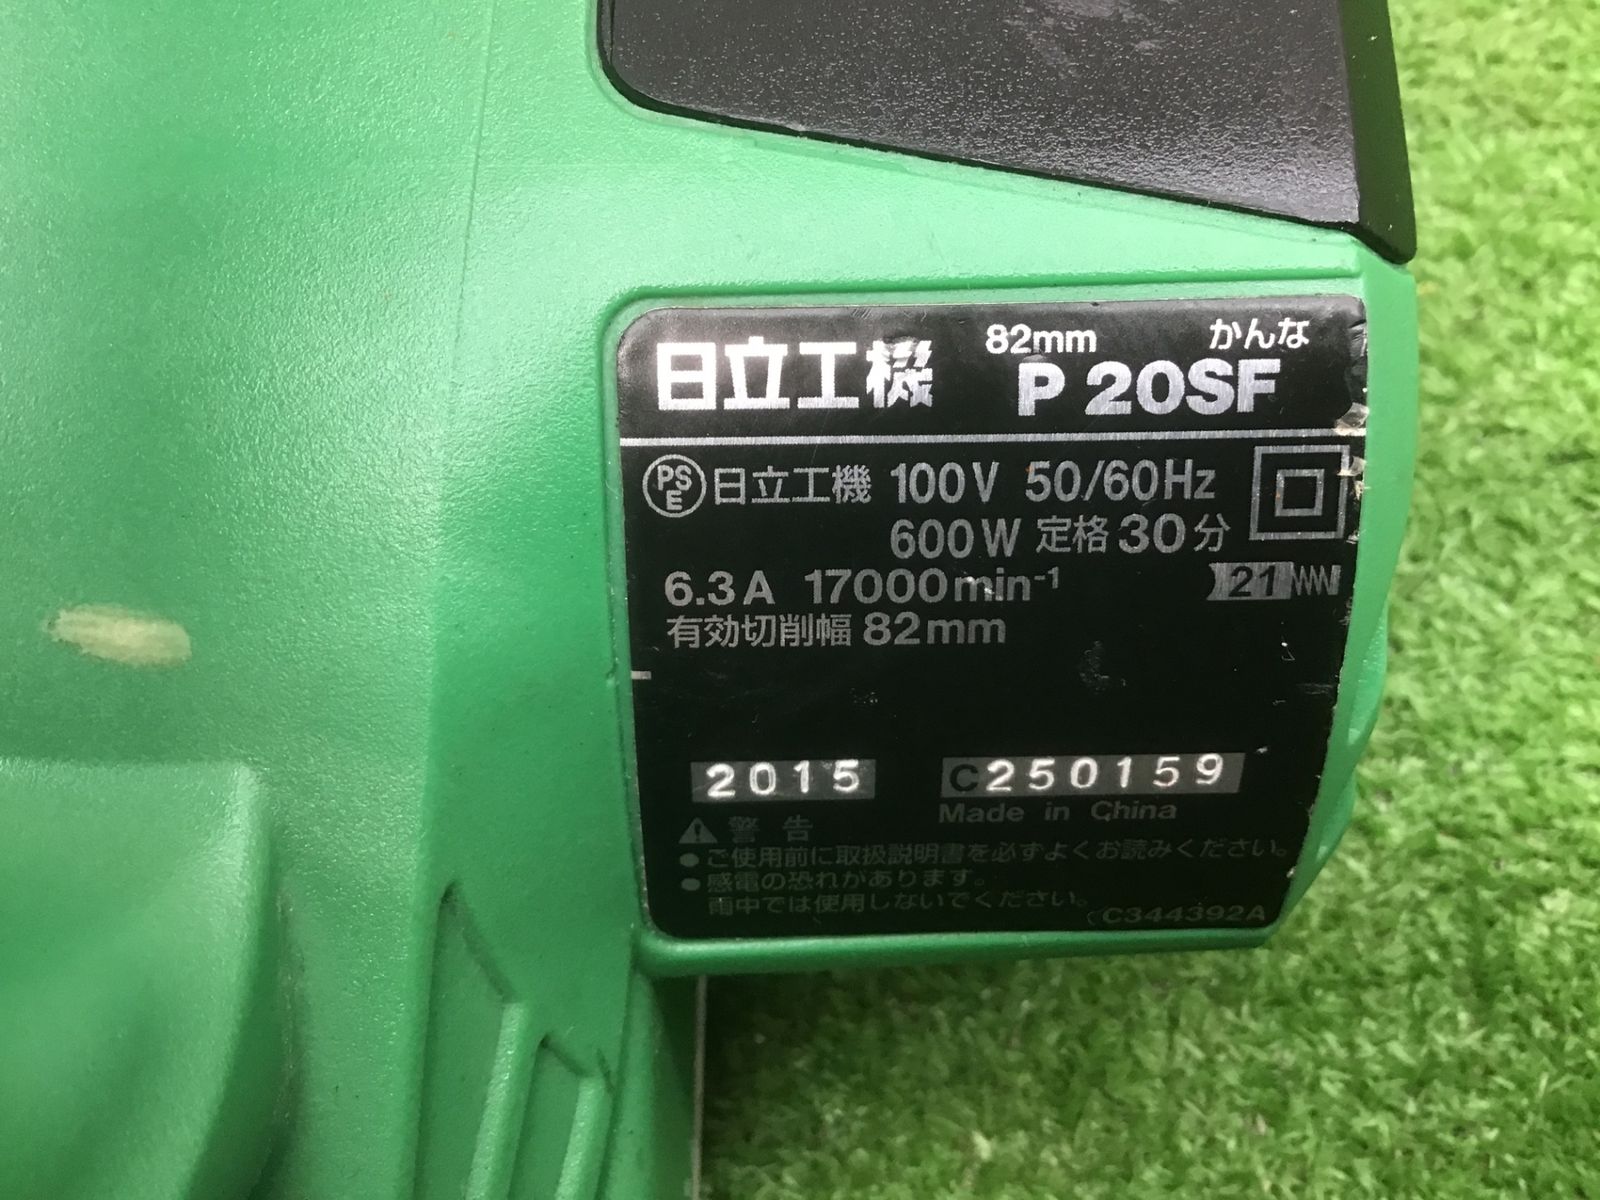 82mm かんな
日立工機 P 20SF
PSE 日立工機 100V 50/60Hz
600W 定格30分
6.3A 17000min⁻¹ 21
有効切削幅 82mm
2015 C250159
Made in China
⚠ 警告
●ご使用前に取扱説明書を必ずよくお読みください。
●感電の恐れがあります。
雨中では使用しないでください。
C344392A